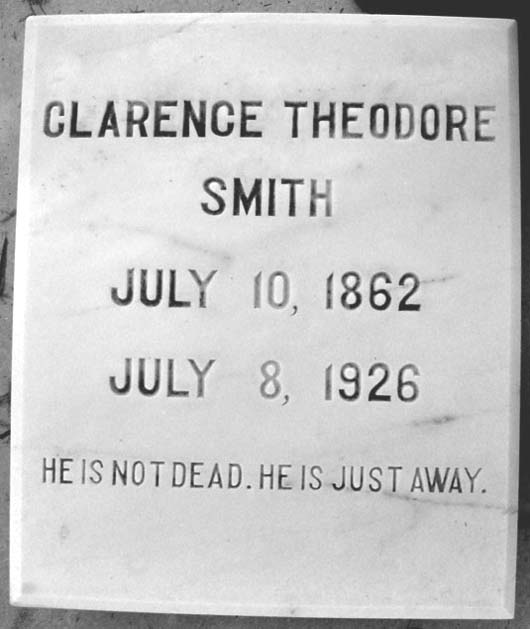 CLARENCE THEODORE
SMITH
JULY 10, 1862
JULY 8, 1926
HE IS NOT DEAD. HE IS JUST AWAY.